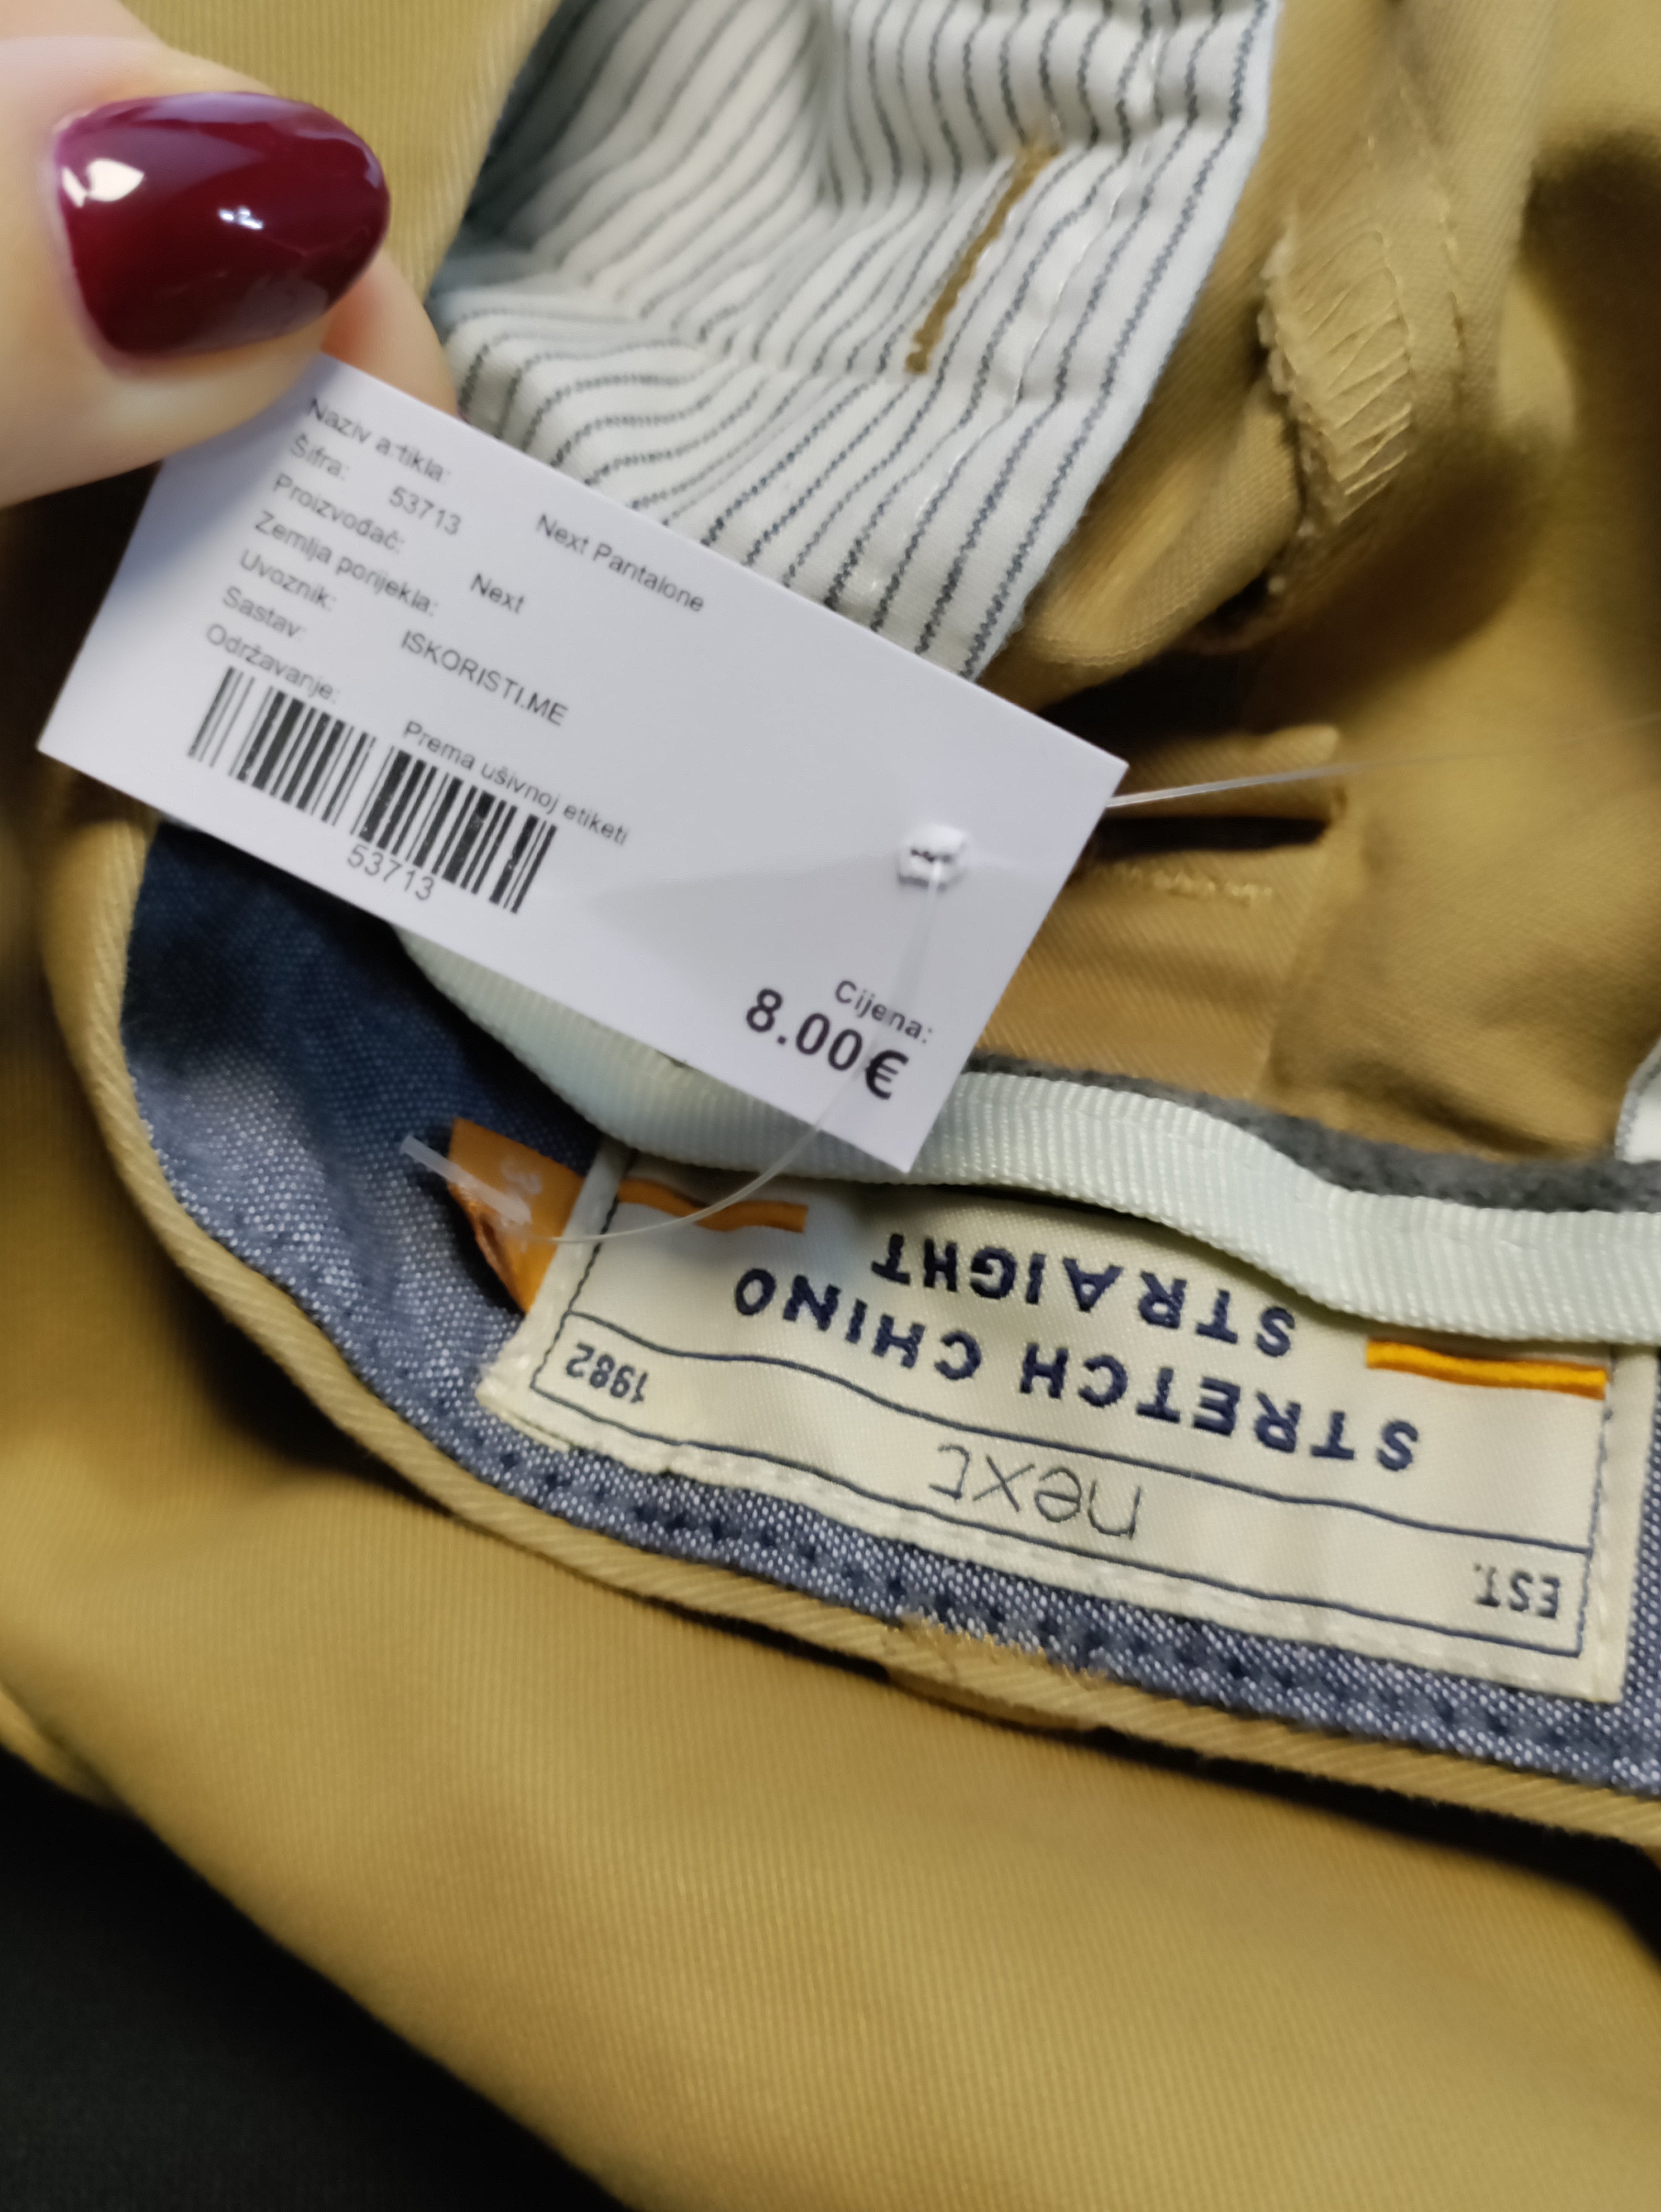 Naziv artikla: Next Pantalone
Šifra: 53713
Proizvođač: Next
Zemlja porijekla:
Uvoznik: ISKORISTI.ME
Sastav:
Održavanje: Prema ušivnoj etiketi
53713
Cijena:
8.00€
EST. 1982
next
STRETCH CHINO
STRAIGHT